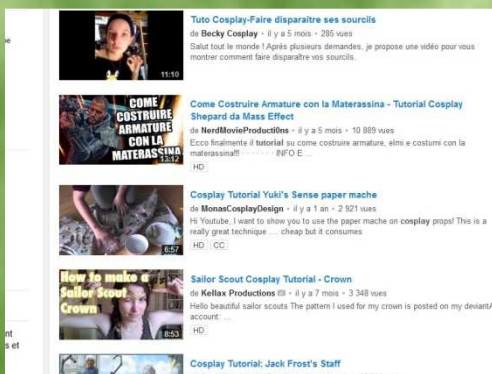 Tuto Cosplay-Faire disparaitre ses sourcils
de Becky Cosplay • il y a 5 mois • 285 vues
Salut tout le monde ! Après plusieurs demandes, je propose une vidéo pour vous
montrer comment faire disparaître vos sourcils.
11:10
COME
COSTRUIRE
ARMATURE
CON LA
MATERASSINA
13:12
Come Costruire Armature con la Materassina - Tutorial Cosplay
Shepard da Mass Effect
de NerdMovieProducti0ns • il y a 5 mois • 10 889 vues
Ecco finalmente il tutorial su come costruire armature, elmi e costumi con la
materassina!!! · · · · · · · INFO E ...
HD
6:57
Cosplay Tutorial Yuki's Sense paper mache
de MonasCosplayDesign • il y a 1 an • 2 921 vues
Hi Youtube, I want to show you to use the paper mache on cosplay props! This is a
really great technique .... cheap but it consumes
HD CC
How to make a
Sailor Scout
Crown
8:53
Sailor Scout Cosplay Tutorial - Crown
de Kellax Productions • il y a 7 mois • 3 348 vues
Hello beautiful sailor scouts The pattern I used for my crown is posted on my deviantA
account: ...
HD
Cosplay Tutorial: Jack Frost's Staff
nt
s et